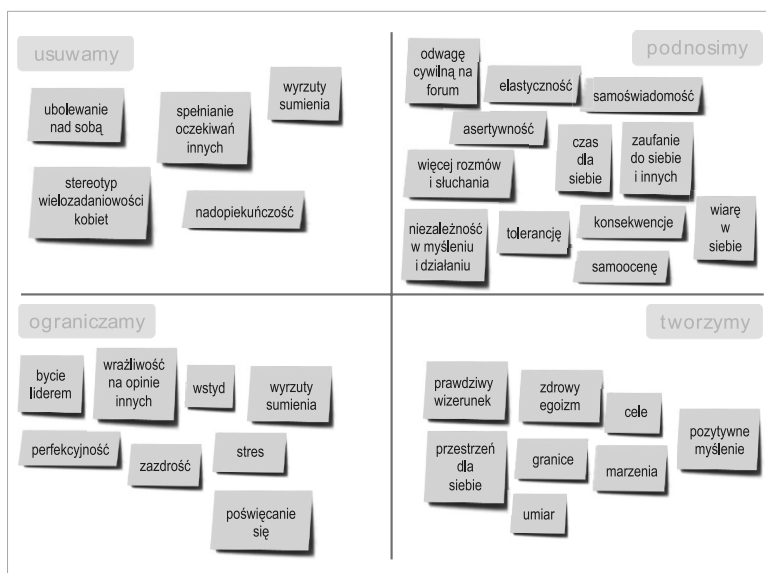 usuwamy
ubolewanie
nad sobą
spełnianie
oczekiwań
innych
wyrzuty
sumienia
stereotyp
wielozadaniowości
kobiet
nadopiekuńczość
podnosimy
odwagę
cywilną na
forum
elastyczność
samoświadomość
asertywność
czas
dla
siebie
zaufanie
do siebie
i innych
więcej rozmów
i słuchania
niezależność
w myśleniu
i działaniu
tolerancję
konsekwencje
wiarę
w
siebie
samoocenę
ograniczamy
bycie
liderem
wrażliwość
na opinie
innych
wstyd
wyrzuty
sumienia
perfekcyjność
zazdrość
stres
poświęcanie
się
tworzymy
prawdziwy
wizerunek
zdrowy
egoizm
cele
pozytywne
myślenie
przestrzeń
dla
siebie
granice
marzenia
umiar